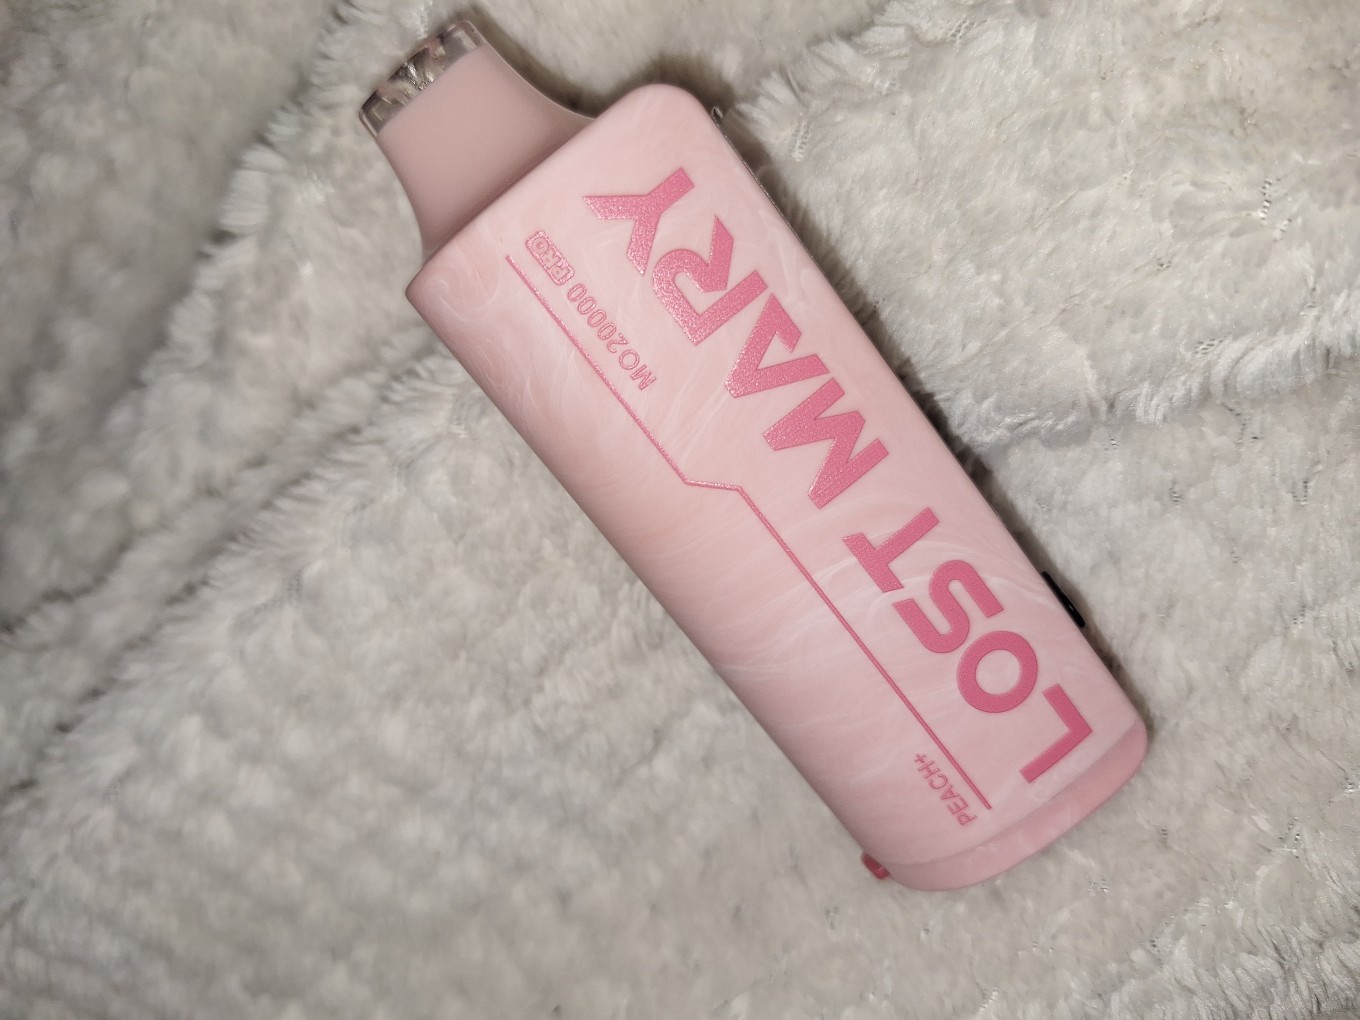 LOST MARY
MO20000 PRO
PEACH+